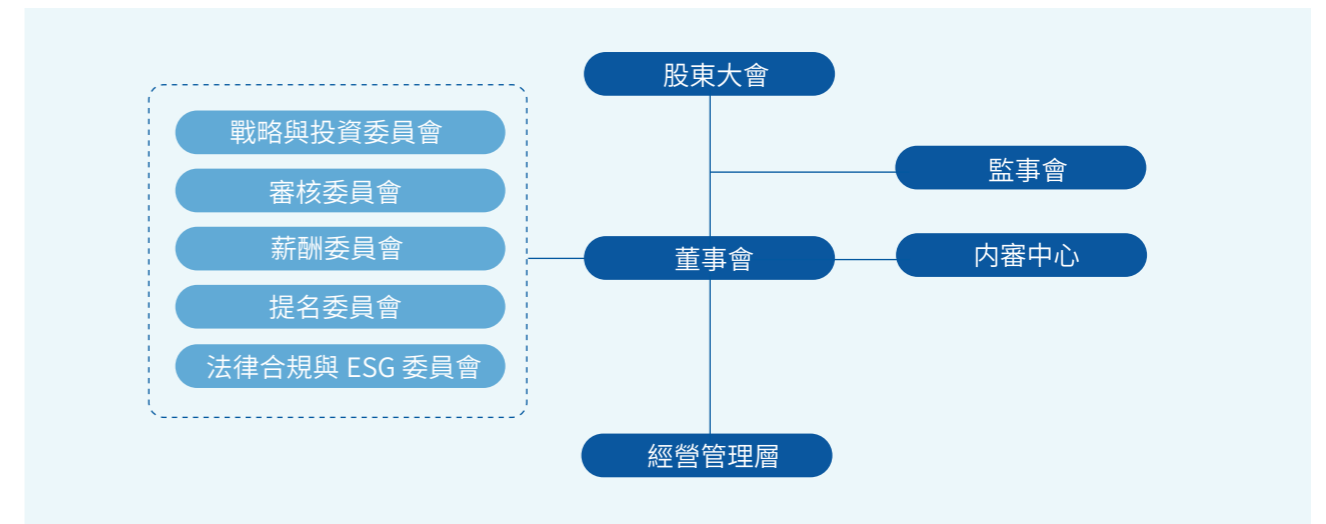 股東大會
監事會
董事會
内審中心
經營管理層
戰略與投資委員會
審核委員會
薪酬委員會
提名委員會
法律合規與 ESG 委員會